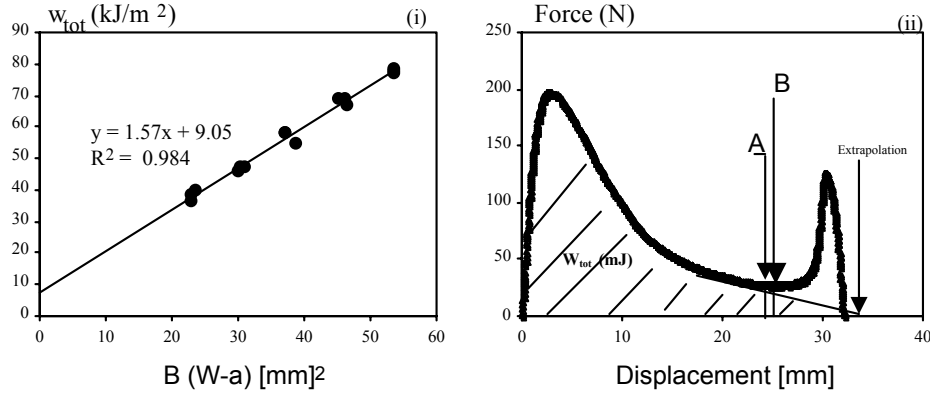 w_tot (kJ/m ²)
(i)
90
80
70
60
50
40
30
20
10
0
y = 1.57x + 9.05
R² = 0.984
0
10
20
30
40
50
60
B (W-a) [mm]²
Force (N)
(ii)
250
200
150
100
50
0
B
A
Extrapolation
W_tot (mJ)
0
10
20
30
40
Displacement [mm]